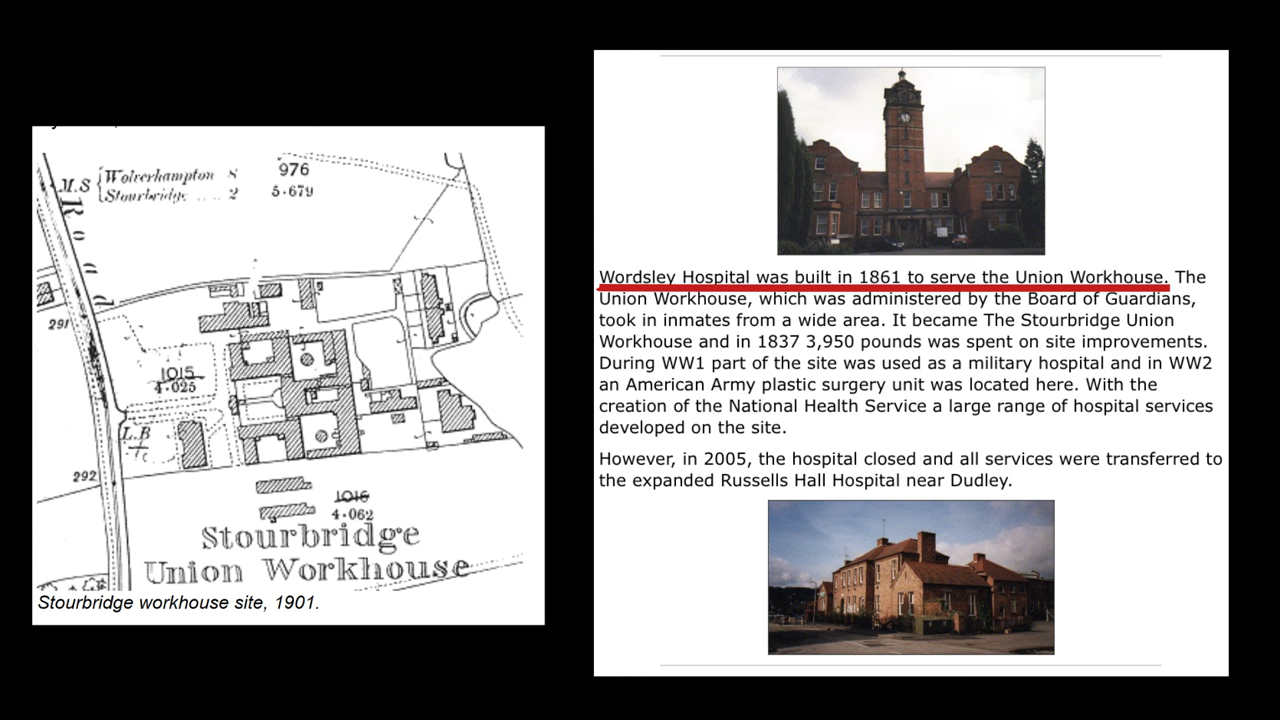 M.S { Wolverhampton 8
Stourbridge .... 2
976
5·679
Road
291
1015
4·025
L.B
292
1016
4·062
Stourbridge
Union Workhouse
Stourbridge workhouse site, 1901.
Wordsley Hospital was built in 1861 to serve the Union Workhouse. The
Union Workhouse, which was administered by the Board of Guardians,
took in inmates from a wide area. It became The Stourbridge Union
Workhouse and in 1837 3,950 pounds was spent on site improvements.
During WW1 part of the site was used as a military hospital and in WW2
an American Army plastic surgery unit was located here. With the
creation of the National Health Service a large range of hospital services
developed on the site.
However, in 2005, the hospital closed and all services were transferred to
the expanded Russells Hall Hospital near Dudley.